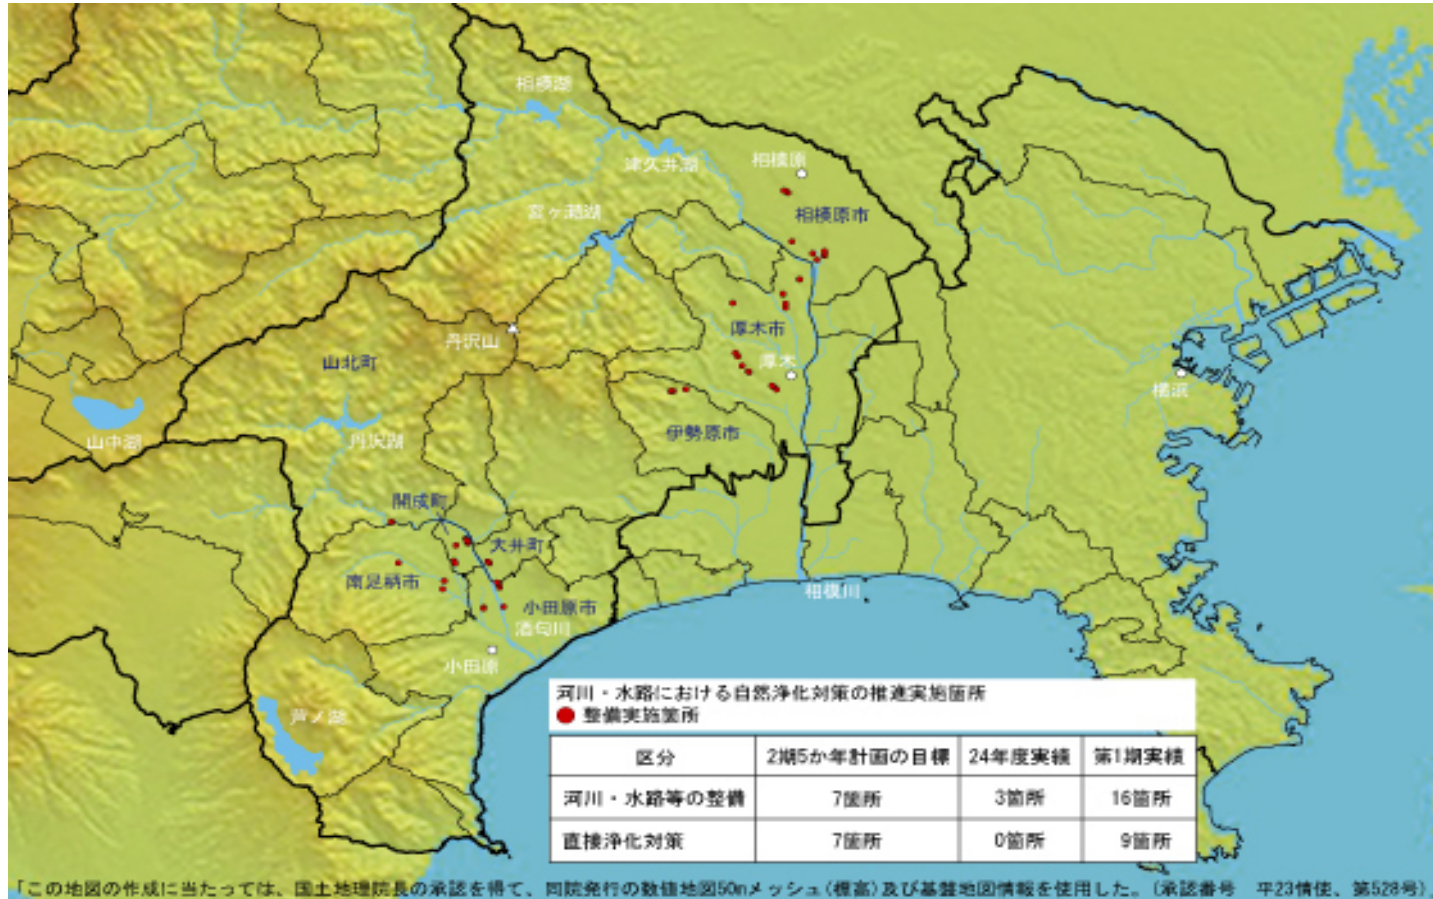 相模湖
津久井湖
相模原
宮ヶ瀬湖
相模原市
丹沢山
厚木市
山北町
厚木
横浜
山中湖
丹沢湖
伊勢原市
開成町
大井町
南足柄市
相模川
小田原市
酒匂川
小田原
芦ノ湖
河川・水路における自然浄化対策の推進実施箇所
整備実施箇所
区分 2期5か年計画の目標 24年度実績 第1期実績
河川・水路等の整備 7箇所 3箇所 16箇所
直接浄化対策 7箇所 0箇所 9箇所
「この地図の作成に当たっては、国土地理院長の承認を得て、同院発行の数値地図50mメッシュ(標高)及び基盤地図情報を使用した。(承認番号 平23情使、第528号)